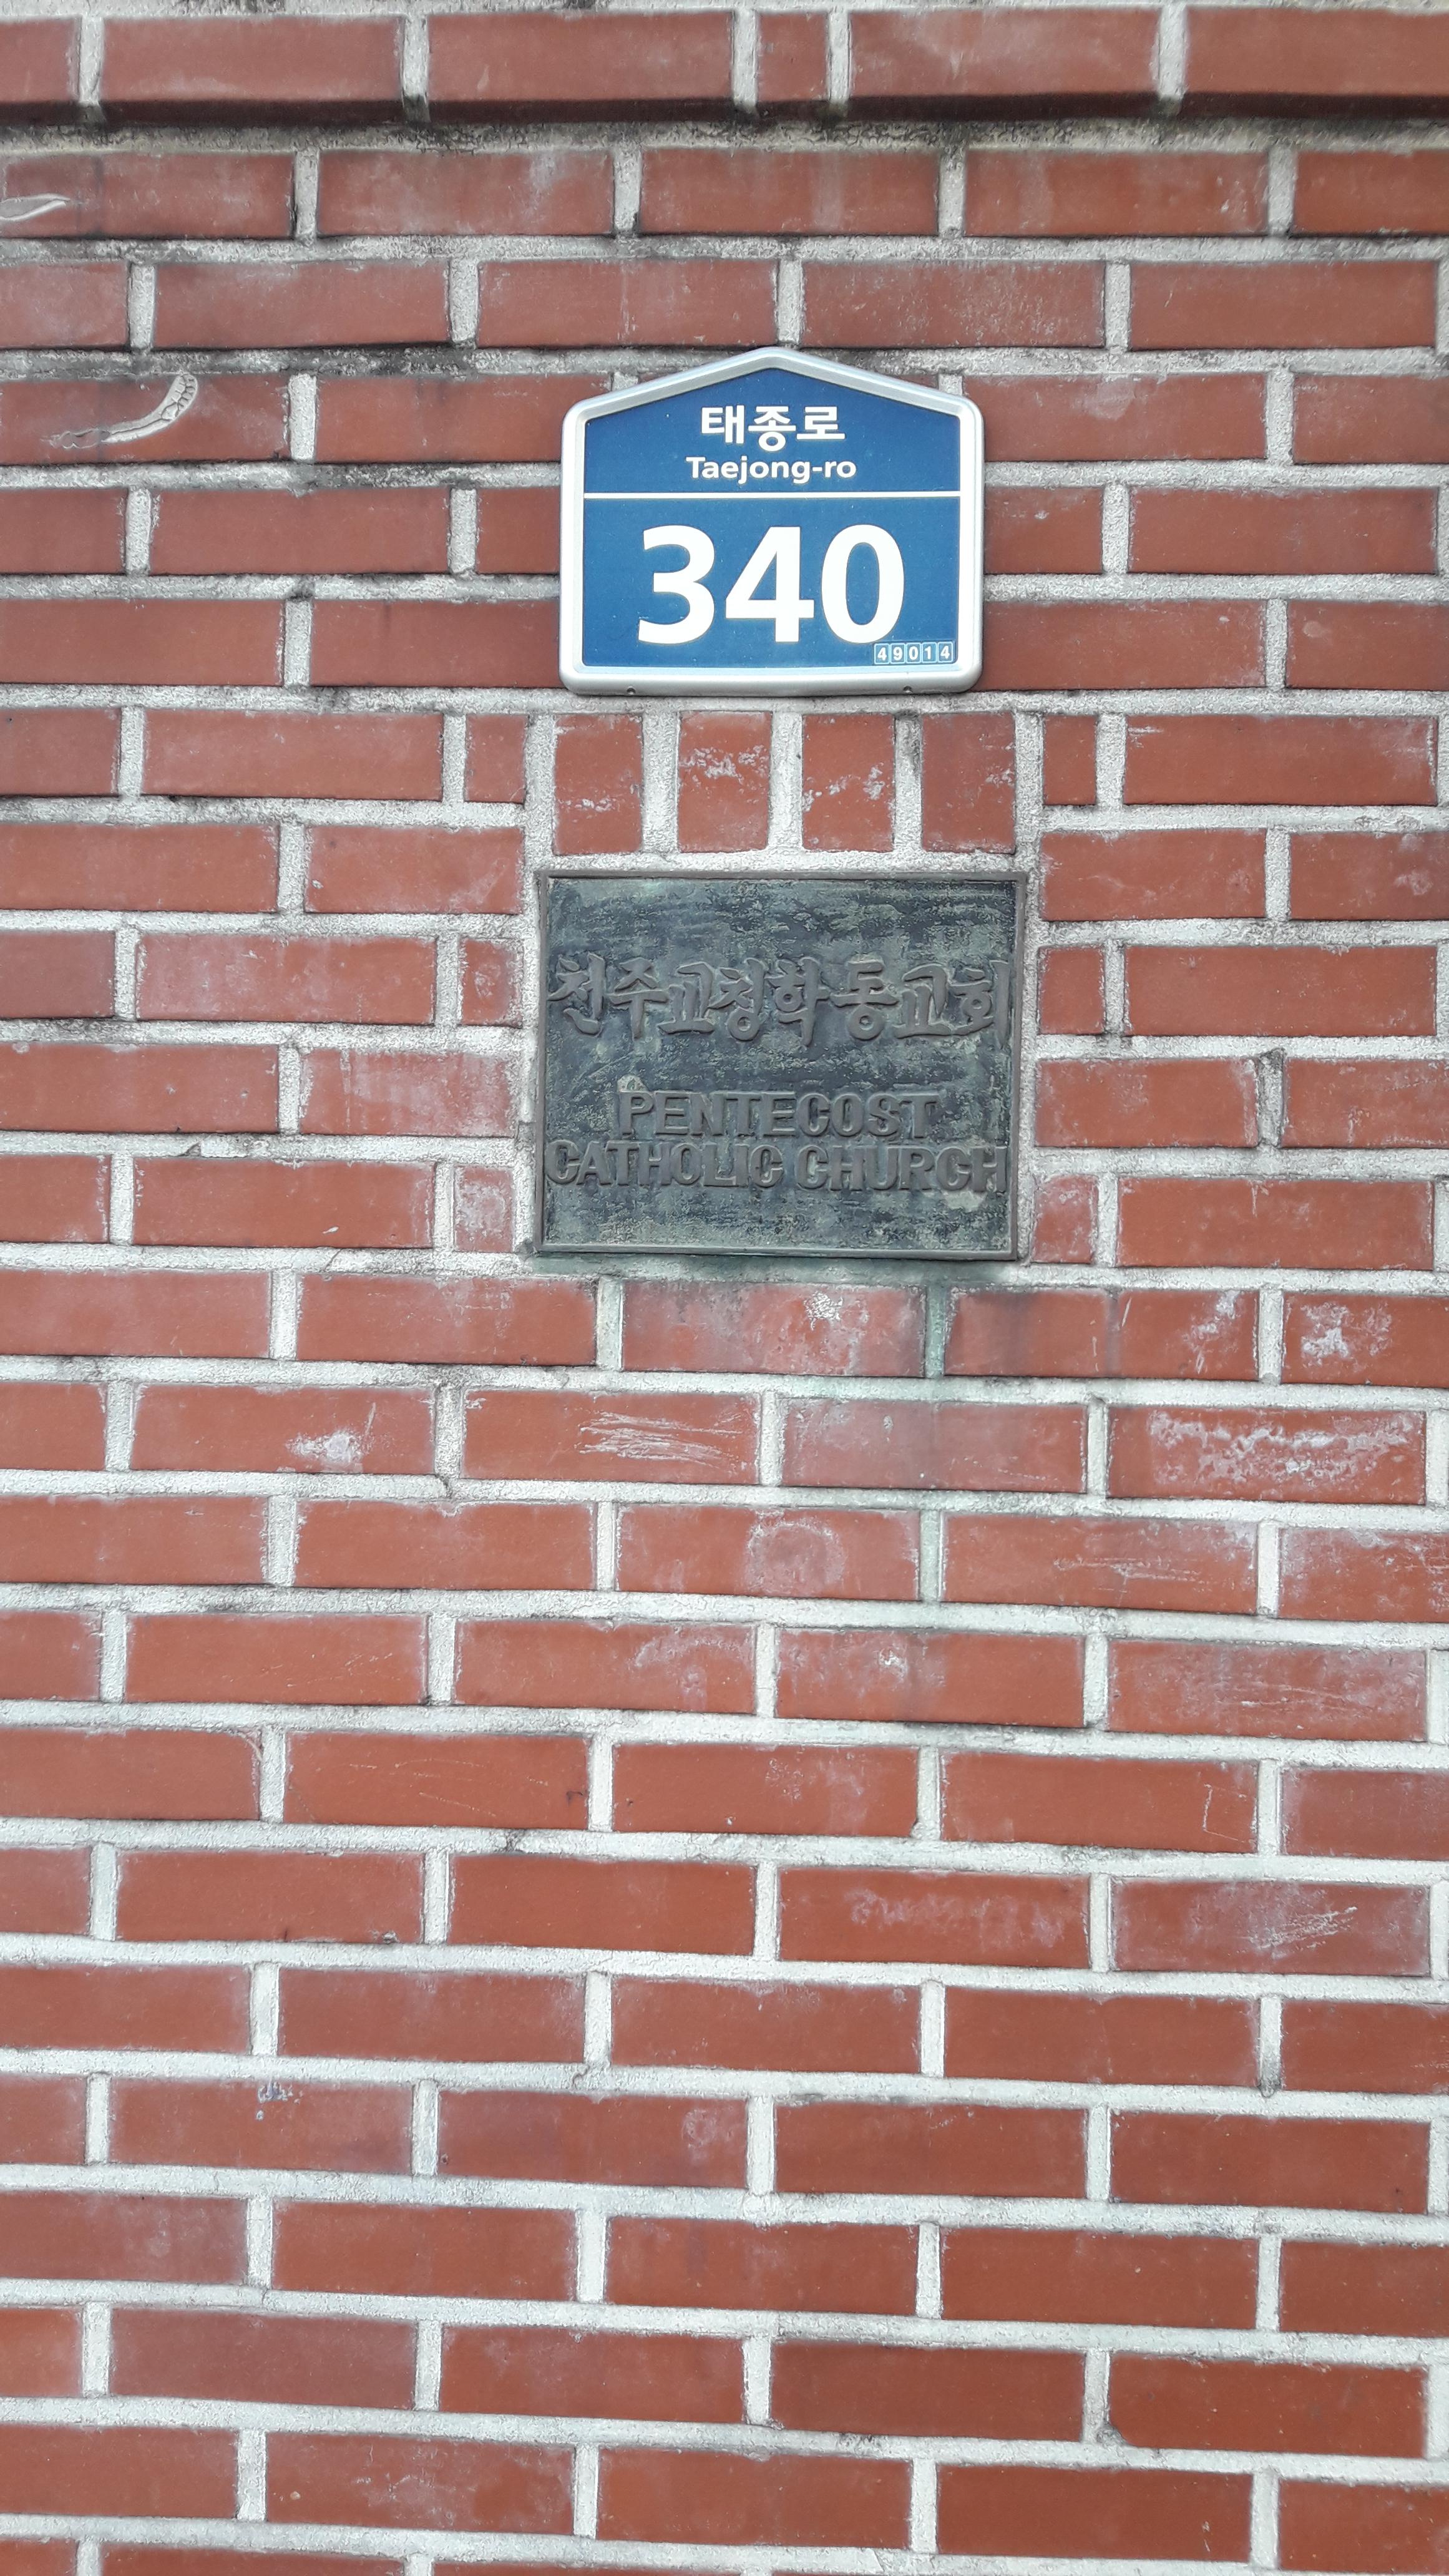 태종로
Taejong-ro
340
49014
천주교청학동교회
PENTECOST
CATHOLIC CHURCH